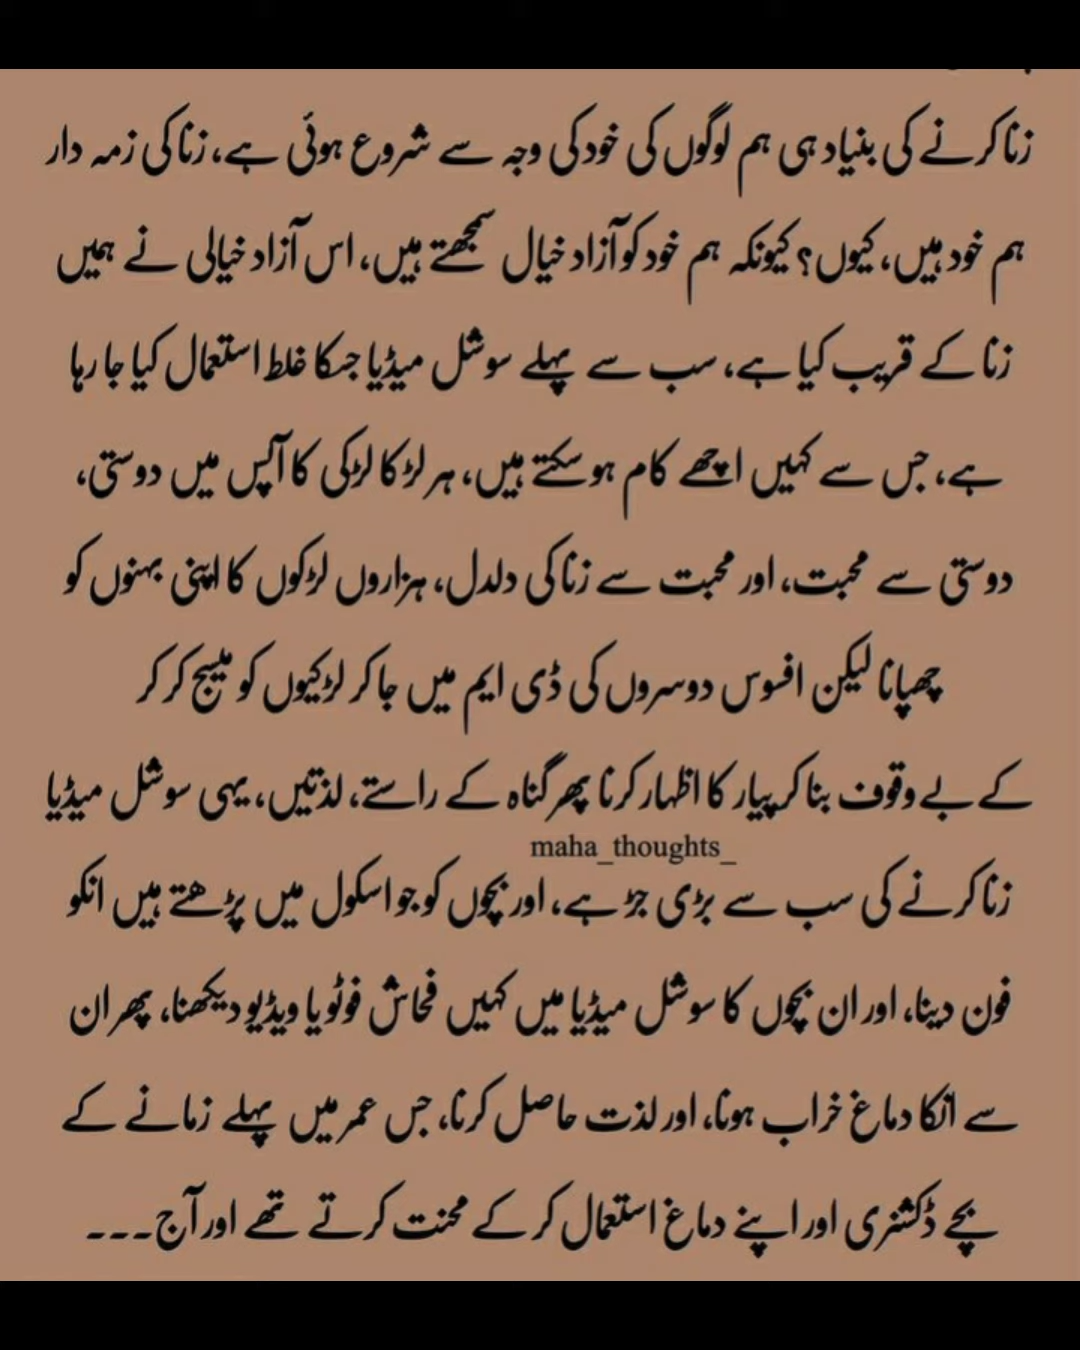 زنا کرنے کی بنیاد ہی ہم لوگوں کی خود کی وجہ سے شروع ہوئی ہے، زنا کی زمہ دار
ہم خود ہیں، کیوں؟ کیونکہ ہم خود کو آزاد خیال سمجھتے ہیں، اس آزاد خیالی نے ہمیں
زنا کے قریب کیا ہے، سب سے پہلے سوشل میڈیا جسکا غلط استعمال کیا جا رہا
ہے، جس سے کہیں اچھے کام ہو سکتے ہیں، ہر لڑکا لڑکی کا آپس میں دوستی،
دوستی سے محبت، اور محبت سے زنا کی دلدل، ہزاروں لڑکوں کا اپنی بہنوں کو
چھپانا لیکن افسوس دوسروں کی ڈی ایم میں جا کر لڑکیوں کو میسج کر کر
کے بے وقوف بنا کر پیار کا اظہار کرنا پھر گناہ کے راستے، لذتیں، یہی سوشل میڈیا
maha_thoughts_
زنا کرنے کی سب سے بڑی جڑ ہے، اور بچوں کو جو اسکول میں پڑھتے ہیں انکو
فون دینا، اور ان بچوں کا سوشل میڈیا میں کہیں فحاش فوٹو یا ویڈیو دیکھنا، پھر ان
سے انکا دماغ خراب ہونا، اور لذت حاصل کرنا، جس عمر میں پہلے زمانے کے
بچے ڈکشنری اور اپنے دماغ استعمال کر کے محنت کرتے تھے اور آج۔۔۔